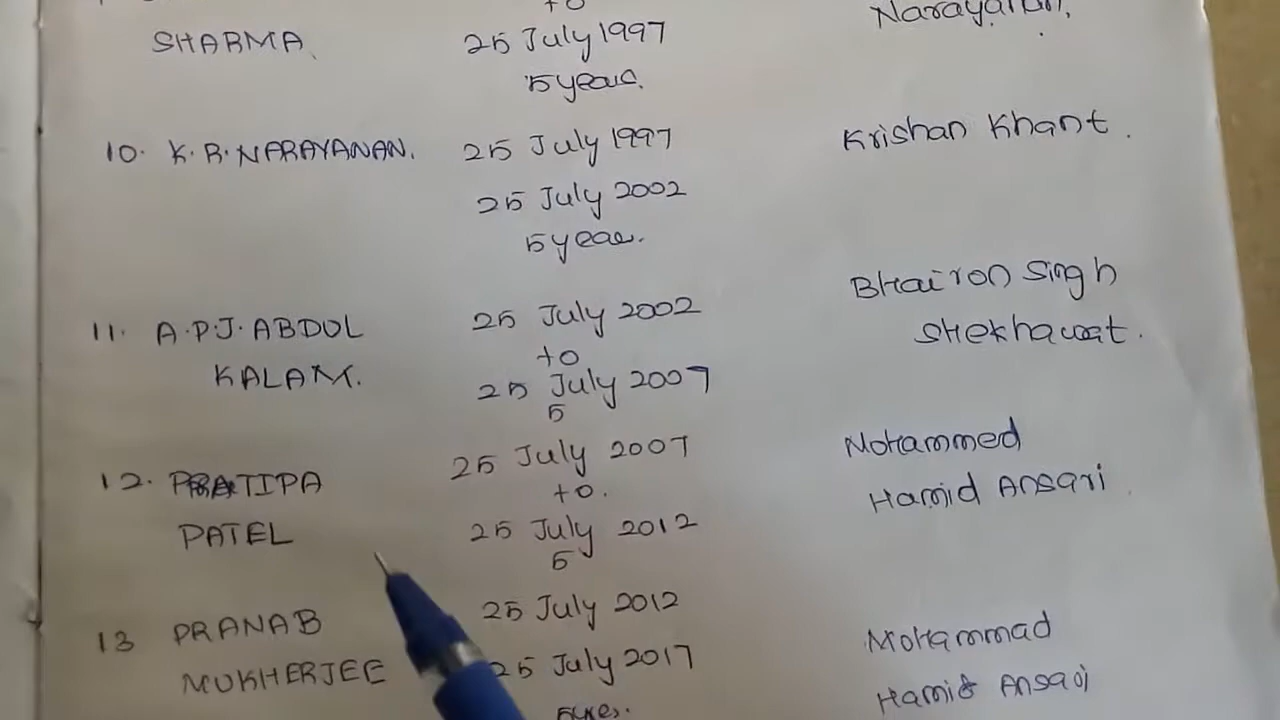 to
Narayanan.
SHARMA
25 July 1997
5 years.
10. K. R. NARAYANAN.
25 July 1997
Krishan Khant.
25 July 2002
5 year.
11. A.P.J. ABDUL
25 July 2002
Bhairon Singh
to
Shekhawat.
KALAM.
25 July 2007
5
12. PRATIPA
25 July 2007
Mohammed
to.
Hamid Ansari
PATEL
25 July 2012
5
13 PRANAB
25 July 2012
Mohammad
MUKHERJEE
25 July 2017
Hamid Ansari
5yrs.